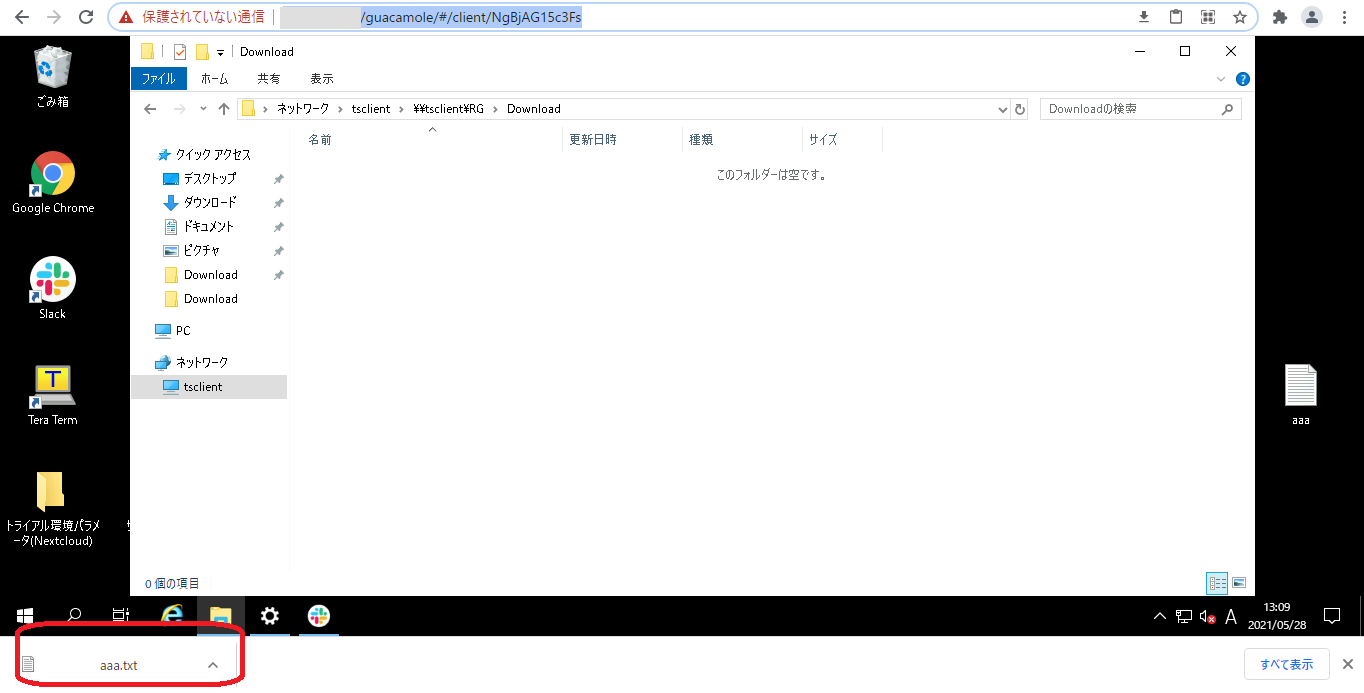 保護されていない通信
/guacamole/#/client/NgBjAG15c3Fs
Download
ファイル ホーム 共有 表示
ネットワーク › tsclient › ¥¥tsclient¥RG › Download
Downloadの検索
名前 更新日時 種類 サイズ
このフォルダーは空です。
クイック アクセス
デスクトップ
ダウンロード
ドキュメント
ピクチャ
Download
Download
PC
ネットワーク
tsclient
0 個の項目
ごみ箱
Google Chrome
Slack
T
Tera Term
トライアル環境パラメ
ータ(Nextcloud)
aaa
A
13:09
2021/05/28
aaa.txt
すべて表示